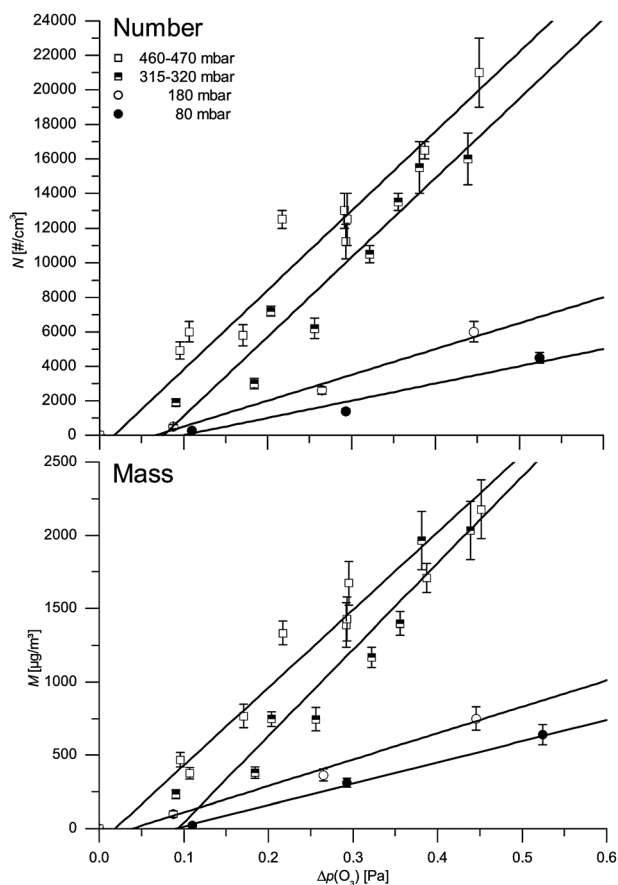 Number
460-470 mbar
315-320 mbar
180 mbar
80 mbar
24000
22000
20000
18000
16000
14000
12000
10000
8000
6000
4000
2000
0
N [#/cm³]
Mass
2500
2000
1500
1000
500
0
M [µg/m³]
0.0
0.1
0.2
0.3
0.4
0.5
0.6
Δp(O₃) [Pa]